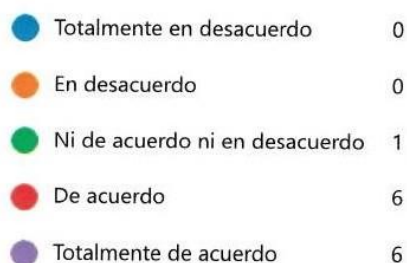 Totalmente en desacuerdo 0
En desacuerdo 0
Ni de acuerdo ni en desacuerdo 1
De acuerdo 6
Totalmente de acuerdo 6